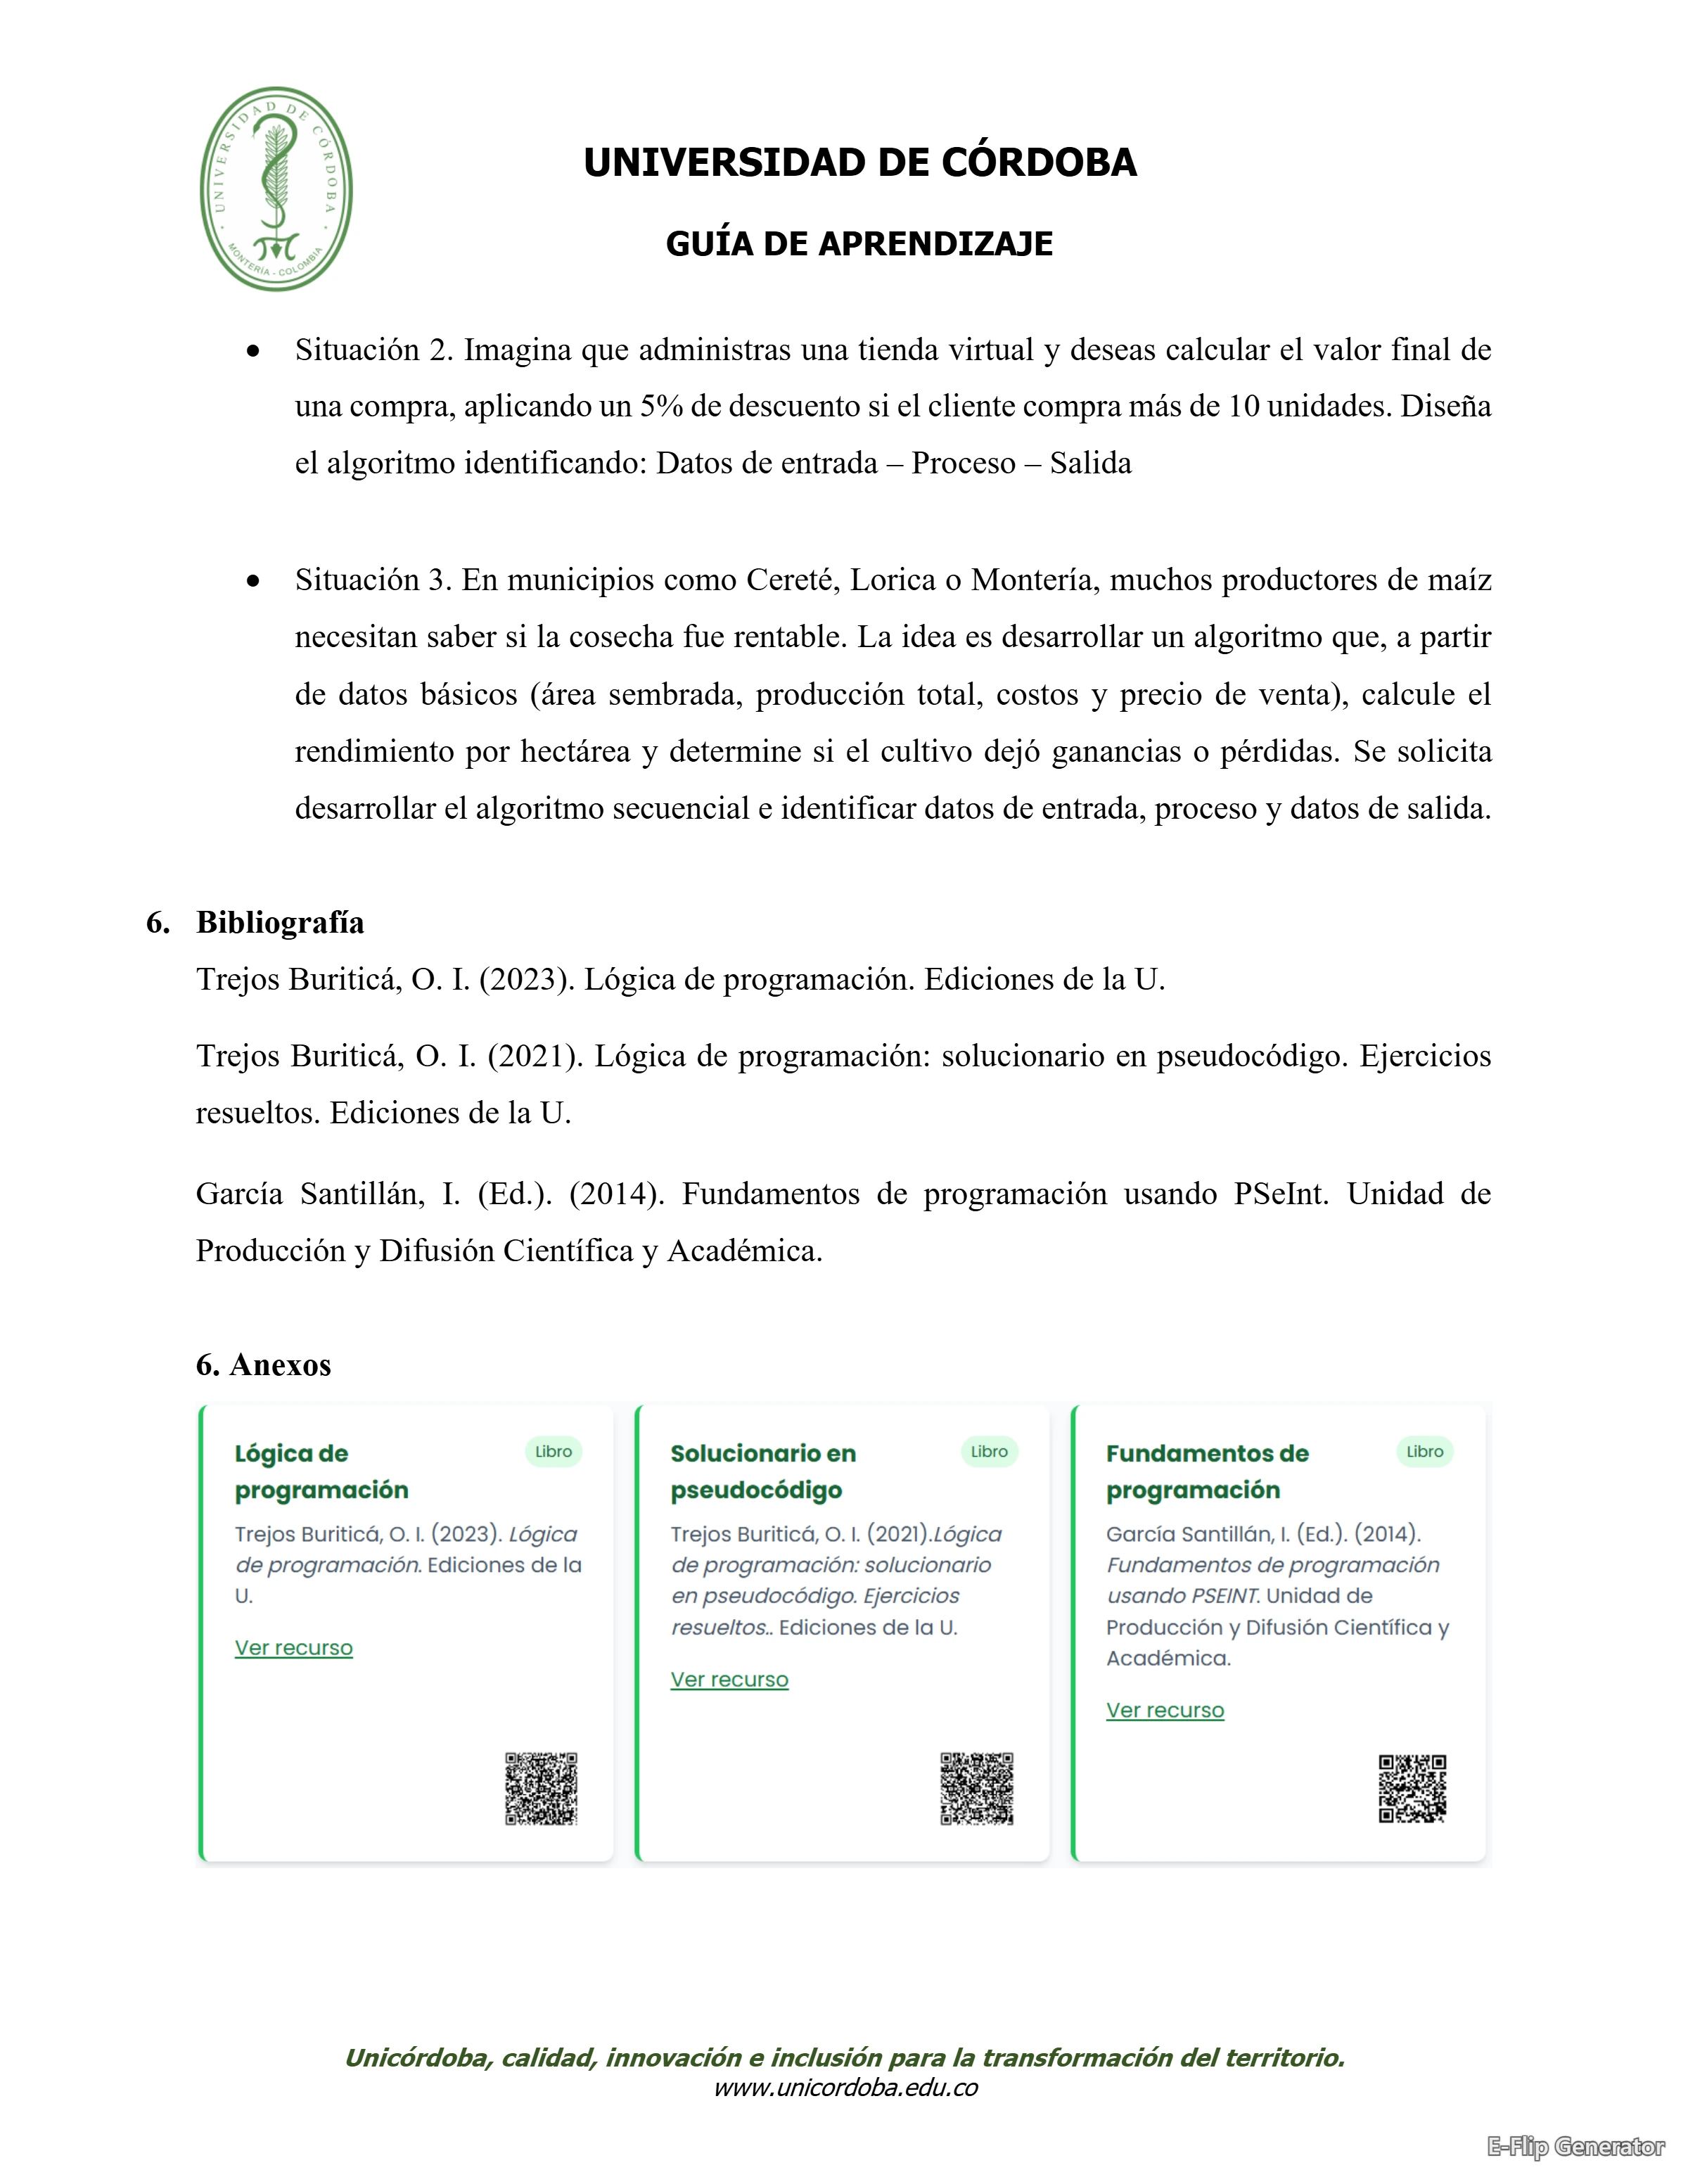 UNIVERSIDAD DE CÓRDOBA
MONTERÍA - COLOMBIA
UNIVERSIDAD DE CÓRDOBA
GUÍA DE APRENDIZAJE
• Situación 2. Imagina que administras una tienda virtual y deseas calcular el valor final de
una compra, aplicando un 5% de descuento si el cliente compra más de 10 unidades. Diseña
el algoritmo identificando: Datos de entrada – Proceso – Salida
• Situación 3. En municipios como Cereté, Lorica o Montería, muchos productores de maíz
necesitan saber si la cosecha fue rentable. La idea es desarrollar un algoritmo que, a partir
de datos básicos (área sembrada, producción total, costos y precio de venta), calcule el
rendimiento por hectárea y determine si el cultivo dejó ganancias o pérdidas. Se solicita
desarrollar el algoritmo secuencial e identificar datos de entrada, proceso y datos de salida.
6. Bibliografía
Trejos Buriticá, O. I. (2023). Lógica de programación. Ediciones de la U.
Trejos Buriticá, O. I. (2021). Lógica de programación: solucionario en pseudocódigo. Ejercicios
resueltos. Ediciones de la U.
García Santillán, I. (Ed.). (2014). Fundamentos de programación usando PSeInt. Unidad de
Producción y Difusión Científica y Académica.
6. Anexos
Lógica de
programación
Libro
Trejos Buriticá, O. I. (2023). Lógica
de programación. Ediciones de la
U.
Ver recurso
Solucionario en
pseudocódigo
Libro
Trejos Buriticá, O. I. (2021).Lógica
de programación: solucionario
en pseudocódigo. Ejercicios
resueltos.. Ediciones de la U.
Ver recurso
Fundamentos de
programación
Libro
García Santillán, I. (Ed.). (2014).
Fundamentos de programación
usando PSEINT. Unidad de
Producción y Difusión Científica y
Académica.
Ver recurso
Unicórdoba, calidad, innovación e inclusión para la transformación del territorio.
www.unicordoba.edu.co
E-Flip Generator